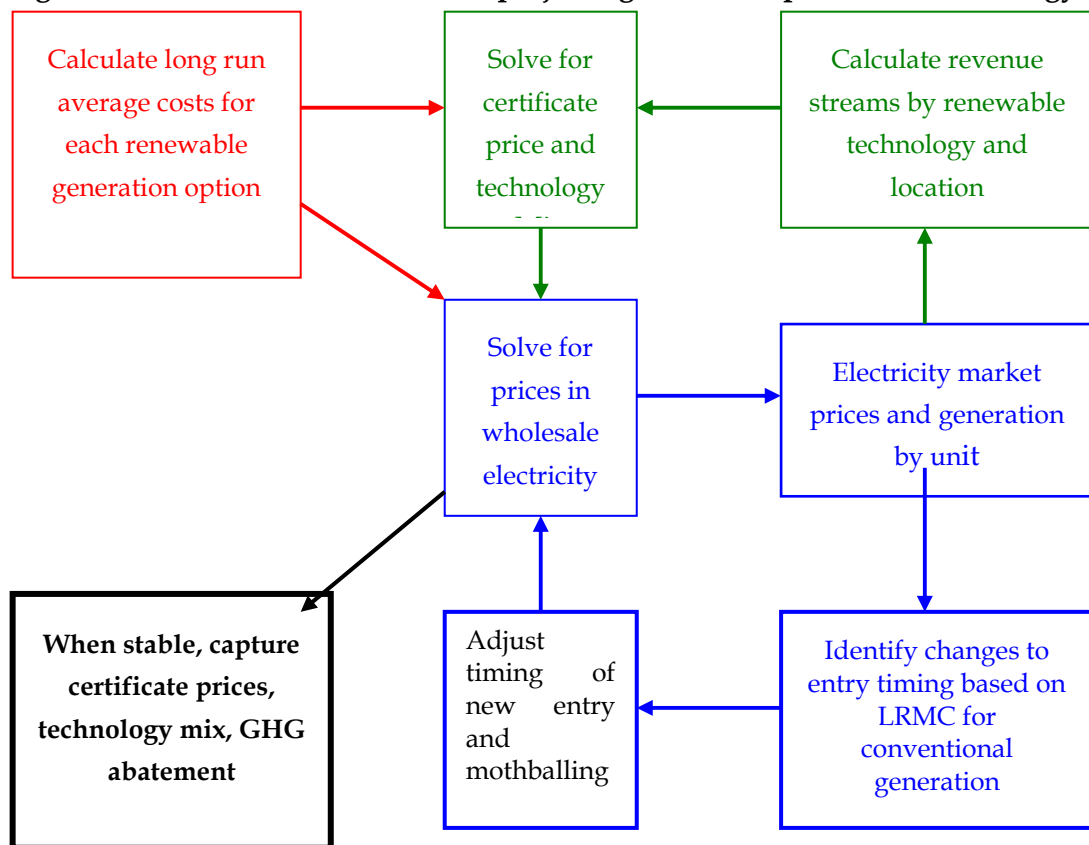 Calculate long run
average costs for
each renewable
generation option
Solve for
certificate
price and
technology
Calculate revenue
streams by renewable
technology and
location
Solve for
prices in
wholesale
electricity
Electricity market
prices and generation
by unit
When stable, capture
certificate prices,
technology mix, GHG
abatement
Adjust
timing of
new entry
and
mothballing
Identify changes to
entry timing based on
LRMC for
conventional
generation